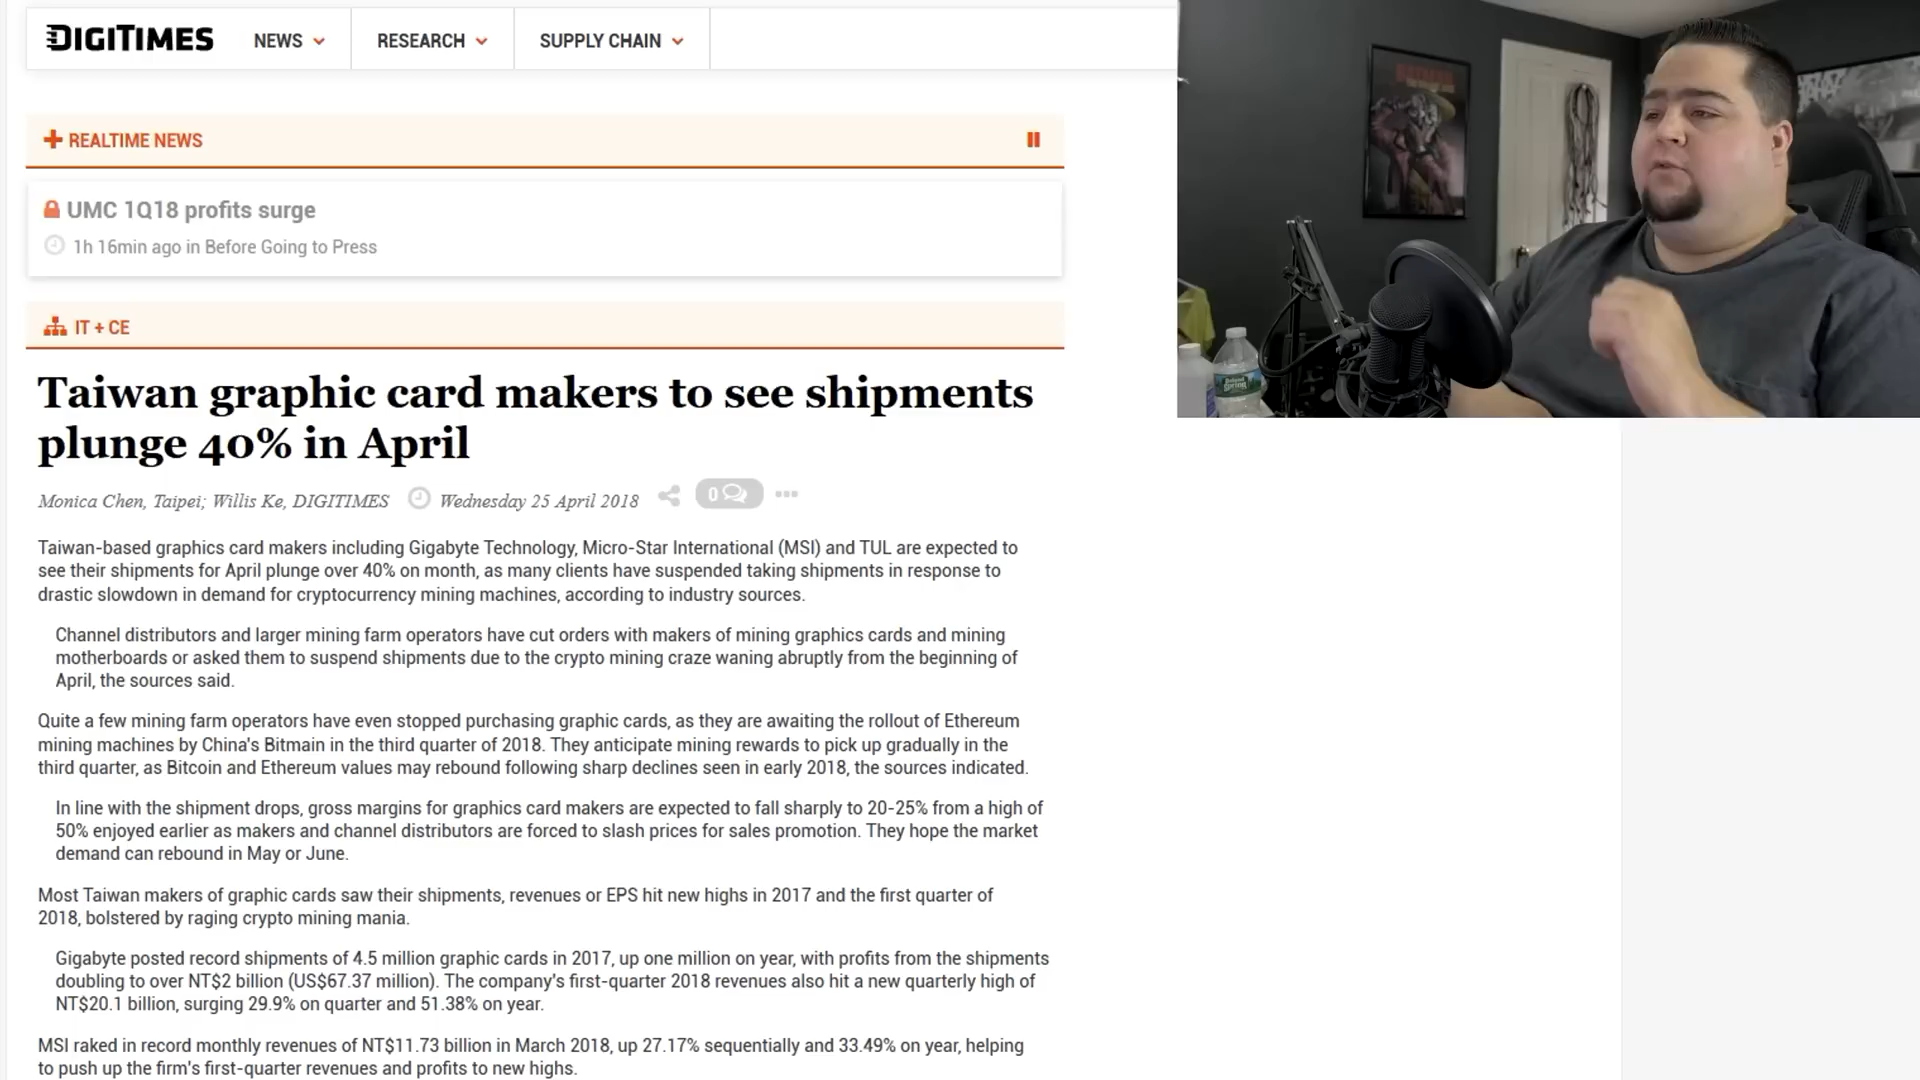 DIGITIMES
NEWS
RESEARCH
SUPPLY CHAIN
REALTIME NEWS
UMC 1Q18 profits surge
1h 16min ago in Before Going to Press
IT + CE
Taiwan graphic card makers to see shipments
plunge 40% in April
Monica Chen, Taipei; Willis Ke, DIGITIMES
Wednesday 25 April 2018
0
Taiwan-based graphics card makers including Gigabyte Technology, Micro-Star International (MSI) and TUL are expected to
see their shipments for April plunge over 40% on month, as many clients have suspended taking shipments in response to
drastic slowdown in demand for cryptocurrency mining machines, according to industry sources.
Channel distributors and larger mining farm operators have cut orders with makers of mining graphics cards and mining
motherboards or asked them to suspend shipments due to the crypto mining craze waning abruptly from the beginning of
April, the sources said.
Quite a few mining farm operators have even stopped purchasing graphic cards, as they are awaiting the rollout of Ethereum
mining machines by China's Bitmain in the third quarter of 2018. They anticipate mining rewards to pick up gradually in the
third quarter, as Bitcoin and Ethereum values may rebound following sharp declines seen in early 2018, the sources indicated.
In line with the shipment drops, gross margins for graphics card makers are expected to fall sharply to 20-25% from a high of
50% enjoyed earlier as makers and channel distributors are forced to slash prices for sales promotion. They hope the market
demand can rebound in May or June.
Most Taiwan makers of graphic cards saw their shipments, revenues or EPS hit new highs in 2017 and the first quarter of
2018, bolstered by raging crypto mining mania.
Gigabyte posted record shipments of 4.5 million graphic cards in 2017, up one million on year, with profits from the shipments
doubling to over NT$2 billion (US$67.37 million). The company's first-quarter 2018 revenues also hit a new quarterly high of
NT$20.1 billion, surging 29.9% on quarter and 51.38% on year.
MSI raked in record monthly revenues of NT$11.73 billion in March 2018, up 27.17% sequentially and 33.49% on year, helping
to push up the firm's first-quarter revenues and profits to new highs.